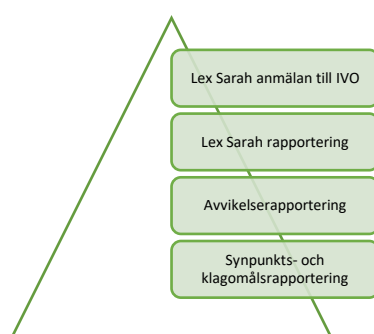 Lex Sarah anmälan till IVO
Lex Sarah rapportering
Avvikelserapportering
Synpunkts- och
klagomålsrapportering